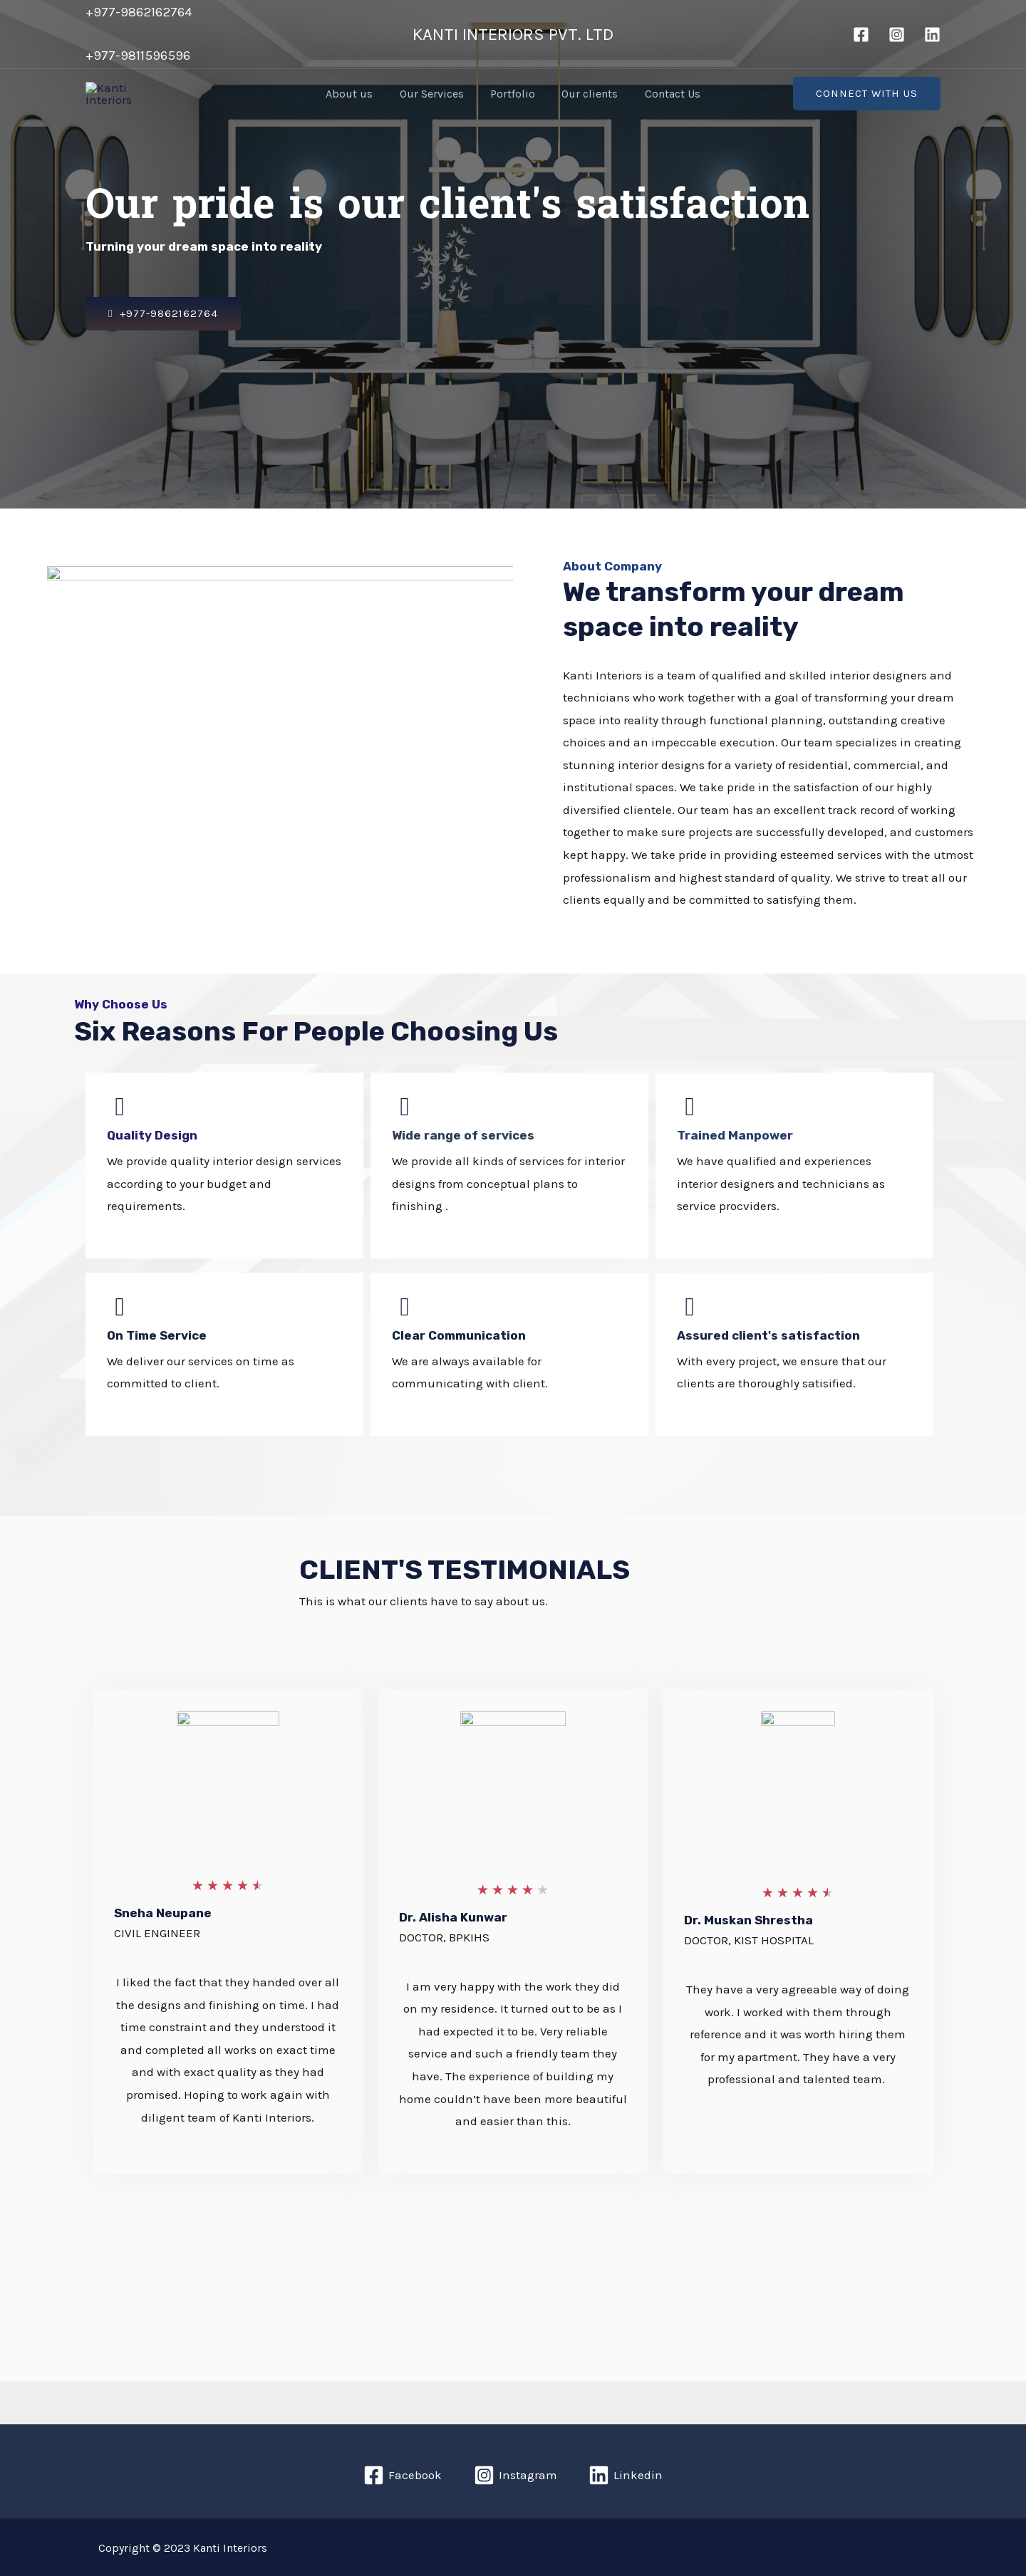 +977-9862162764
+977-9811596596
KANTI INTERIORS PVT. LTD
Kanti
Interiors
About us
Our Services
Portfolio
Our clients
Contact Us
CONNECT WITH US
Our pride is our client's satisfaction
Turning your dream space into reality
+977-9862162764
About Company
We transform your dream
space into reality
Kanti Interiors is a team of qualified and skilled interior designers and
technicians who work together with a goal of transforming your dream
space into reality through functional planning, outstanding creative
choices and an impeccable execution. Our team specializes in creating
stunning interior designs for a variety of residential, commercial, and
institutional spaces. We take pride in the satisfaction of our highly
diversified clientele. Our team has an excellent track record of working
together to make sure projects are successfully developed, and customers
kept happy. We take pride in providing esteemed services with the utmost
professionalism and highest standard of quality. We strive to treat all our
clients equally and be committed to satisfying them.
Why Choose Us
Six Reasons For People Choosing Us
Quality Design
We provide quality interior design services
according to your budget and
requirements.
Wide range of services
We provide all kinds of services for interior
designs from conceptual plans to
finishing .
Trained Manpower
We have qualified and experiences
interior designers and technicians as
service procviders.
On Time Service
We deliver our services on time as
committed to client.
Clear Communication
We are always available for
communicating with client.
Assured client's satisfaction
With every project, we ensure that our
clients are thoroughly satisified.
CLIENT'S TESTIMONIALS
This is what our clients have to say about us.
Sneha Neupane
CIVIL ENGINEER
I liked the fact that they handed over all
the designs and finishing on time. I had
time constraint and they understood it
and completed all works on exact time
and with exact quality as they had
promised. Hoping to work again with
diligent team of Kanti Interiors.
Dr. Alisha Kunwar
DOCTOR, BPKIHS
I am very happy with the work they did
on my residence. It turned out to be as I
had expected it to be. Very reliable
service and such a friendly team they
have. The experience of building my
home couldn't have been more beautiful
and easier than this.
Dr. Muskan Shrestha
DOCTOR, KIST HOSPITAL
They have a very agreeable way of doing
work. I worked with them through
reference and it was worth hiring them
for my apartment. They have a very
professional and talented team.
Facebook
Instagram
Linkedin
Copyright © 2023 Kanti Interiors